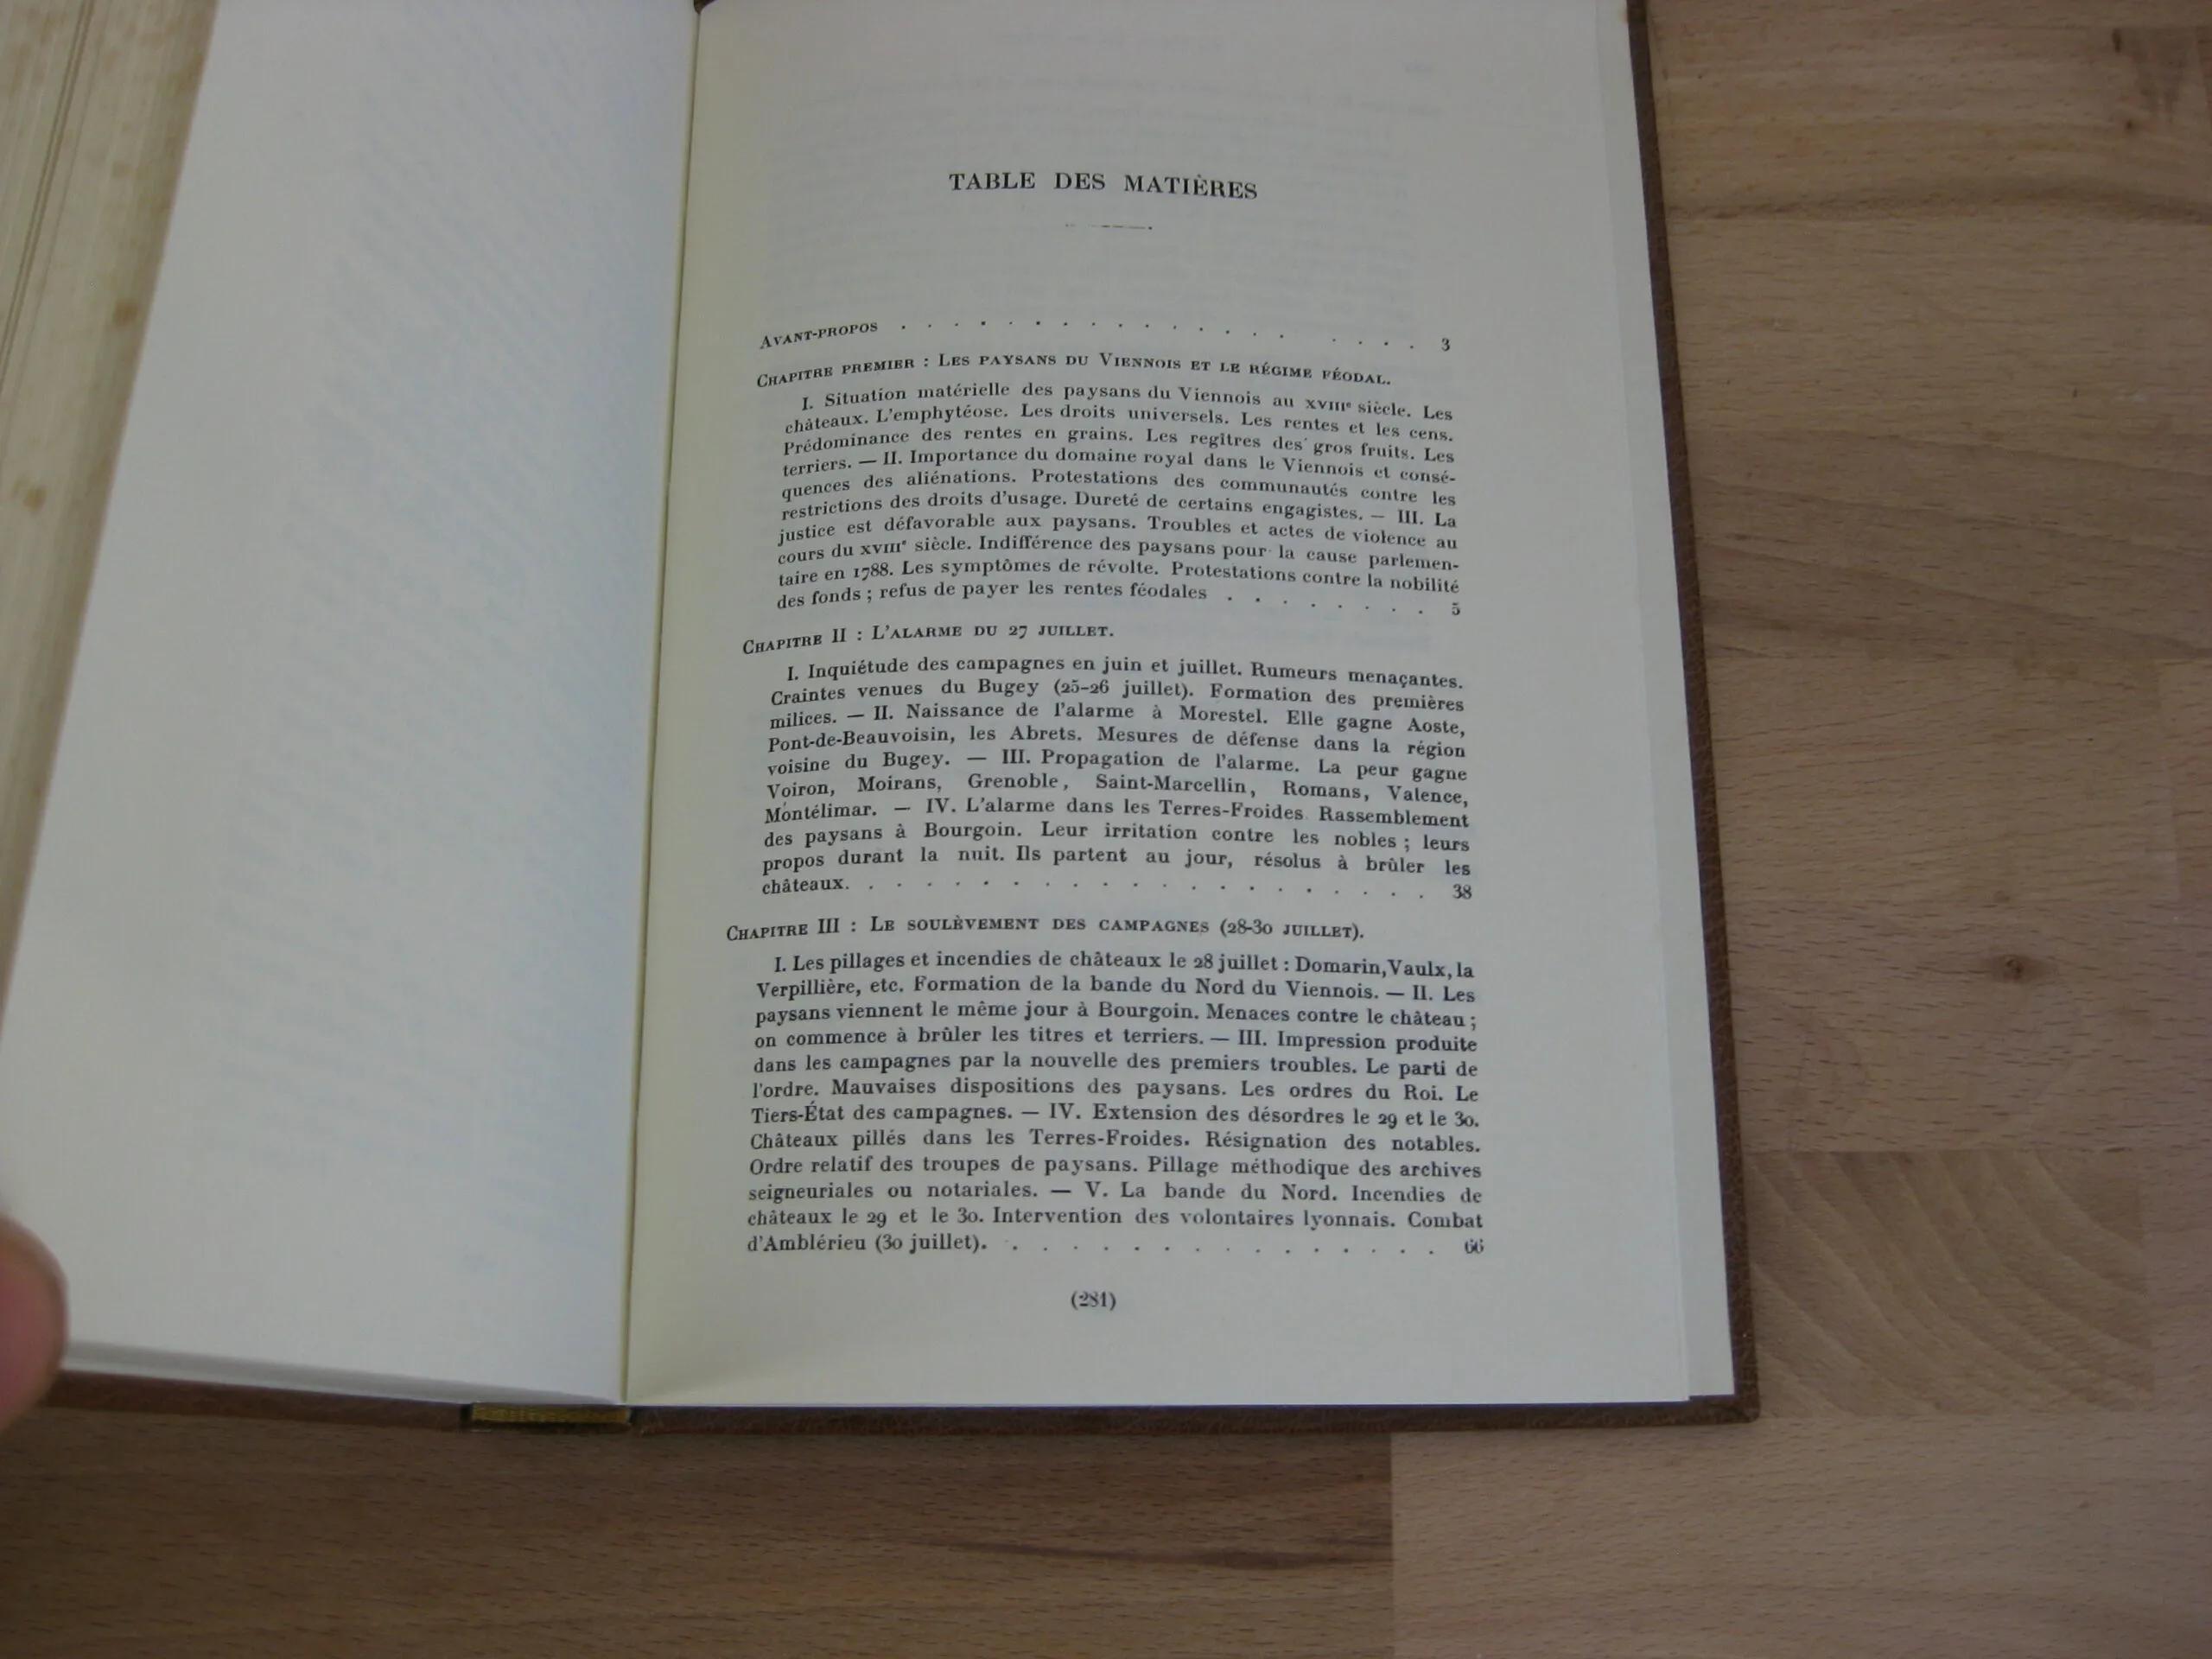 TABLE DES MATIÈRES
AVANT-PROPOS . . . . . . . . . . . . . . . . . . . 3
CHAPITRE PREMIER : LES PAYSANS DU VIENNOIS ET LE RÉGIME FÉODAL.
I. Situation matérielle des paysans du Viennois au XVIIIe siècle. Les
châteaux. L'emphytéose. Les droits universels. Les rentes et les cens.
Prédominance des rentes en grains. Les regîtres des gros fruits. Les
terriers. — II. Importance du domaine royal dans le Viennois et consé-
quences des aliénations. Protestations des communautés contre les
restrictions des droits d'usage. Dureté de certains engagistes. — III. La
justice est défavorable aux paysans. Troubles et actes de violence au
cours du XVIIIe siècle. Indifférence des paysans pour la cause parlemen-
taire en 1788. Les symptômes de révolte. Protestations contre la nobilité
des fonds ; refus de payer les rentes féodales . . . . . . . . 5
CHAPITRE II : L'ALARME DU 27 JUILLET.
I. Inquiétude des campagnes en juin et juillet. Rumeurs menaçantes.
Craintes venues du Bugey (25-26 juillet). Formation des premières
milices. — II. Naissance de l'alarme à Morestel. Elle gagne Aoste,
Pont-de-Beauvoisin, les Abrets. Mesures de défense dans la région
voisine du Bugey. — III. Propagation de l'alarme. La peur gagne
Voiron, Moirans, Grenoble, Saint-Marcellin, Romans, Valence,
Montélimar. — IV. L'alarme dans les Terres-Froides. Rassemblement
des paysans à Bourgoin. Leur irritation contre les nobles ; leurs
propos durant la nuit. Ils partent au jour, résolus à brûler les
châteaux. . . . . . . . . . . . . . . . . . . . . . 38
CHAPITRE III : LE SOULÈVEMENT DES CAMPAGNES (28-30 JUILLET).
I. Les pillages et incendies de châteaux le 28 juillet : Domarin, Vaulx, la
Verpillière, etc. Formation de la bande du Nord du Viennois. — II. Les
paysans viennent le même jour à Bourgoin. Menaces contre le château ;
on commence à brûler les titres et terriers. — III. Impression produite
dans les campagnes par la nouvelle des premiers troubles. Le parti de
l'ordre. Mauvaises dispositions des paysans. Les ordres du Roi. Le
Tiers-État des campagnes. — IV. Extension des désordres le 29 et le 30.
Châteaux pillés dans les Terres-Froides. Résignation des notables.
Ordre relatif des troupes de paysans. Pillage méthodique des archives
seigneuriales ou notariales. — V. La bande du Nord. Incendies de
châteaux le 29 et le 30. Intervention des volontaires lyonnais. Combat
d'Amblérieu (30 juillet). . . . . . . . . . . . . . . . 66
(281)